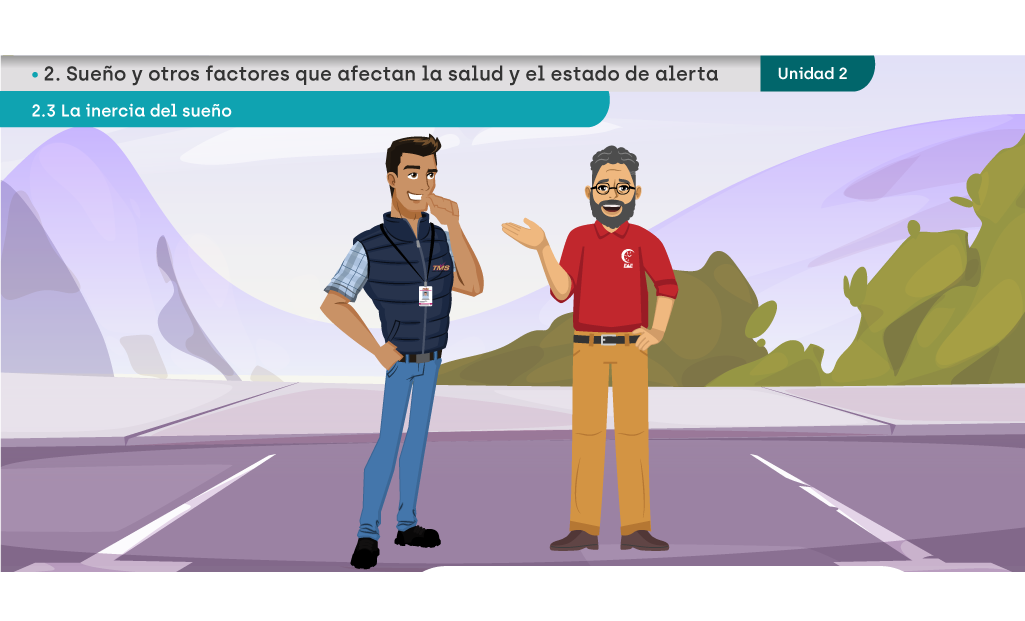 • 2. Sueño y otros factores que afectan la salud y el estado de alerta
Unidad 2
2.3 La inercia del sueño
TMS